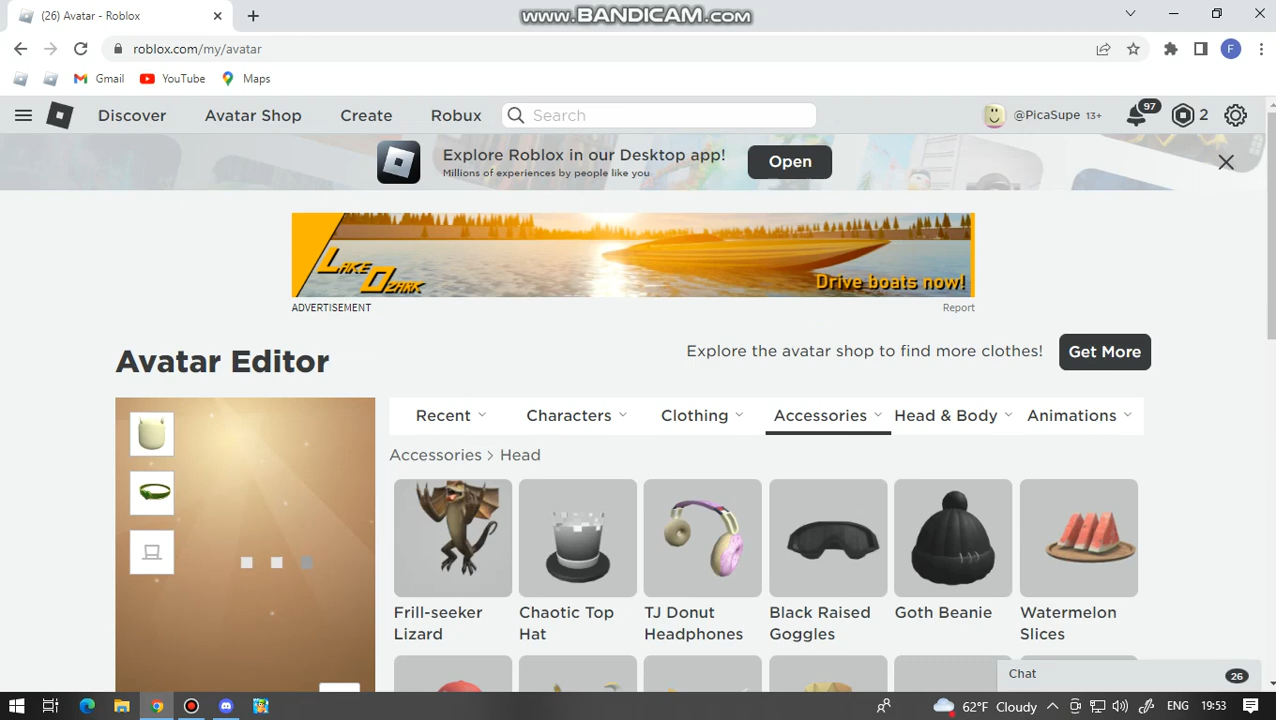 (26) Avatar - Roblox
www.BANDICAM.com
roblox.com/my/avatar
F
Gmail
YouTube
Maps
Discover
Avatar Shop
Create
Robux
Search
@PicaSupe 13+
97
2
Explore Roblox in our Desktop app!
Millions of experiences by people like you
Open
LAKE
OZARK
Drive boats now!
ADVERTISEMENT
Report
Avatar Editor
Explore the avatar shop to find more clothes!
Get More
Recent
Characters
Clothing
Accessories
Head & Body
Animations
Accessories > Head
Frill-seeker
Lizard
Chaotic Top
Hat
TJ Donut
Headphones
Black Raised
Goggles
Goth Beanie
Watermelon
Slices
Chat
26
62°F Cloudy
ENG
19:53